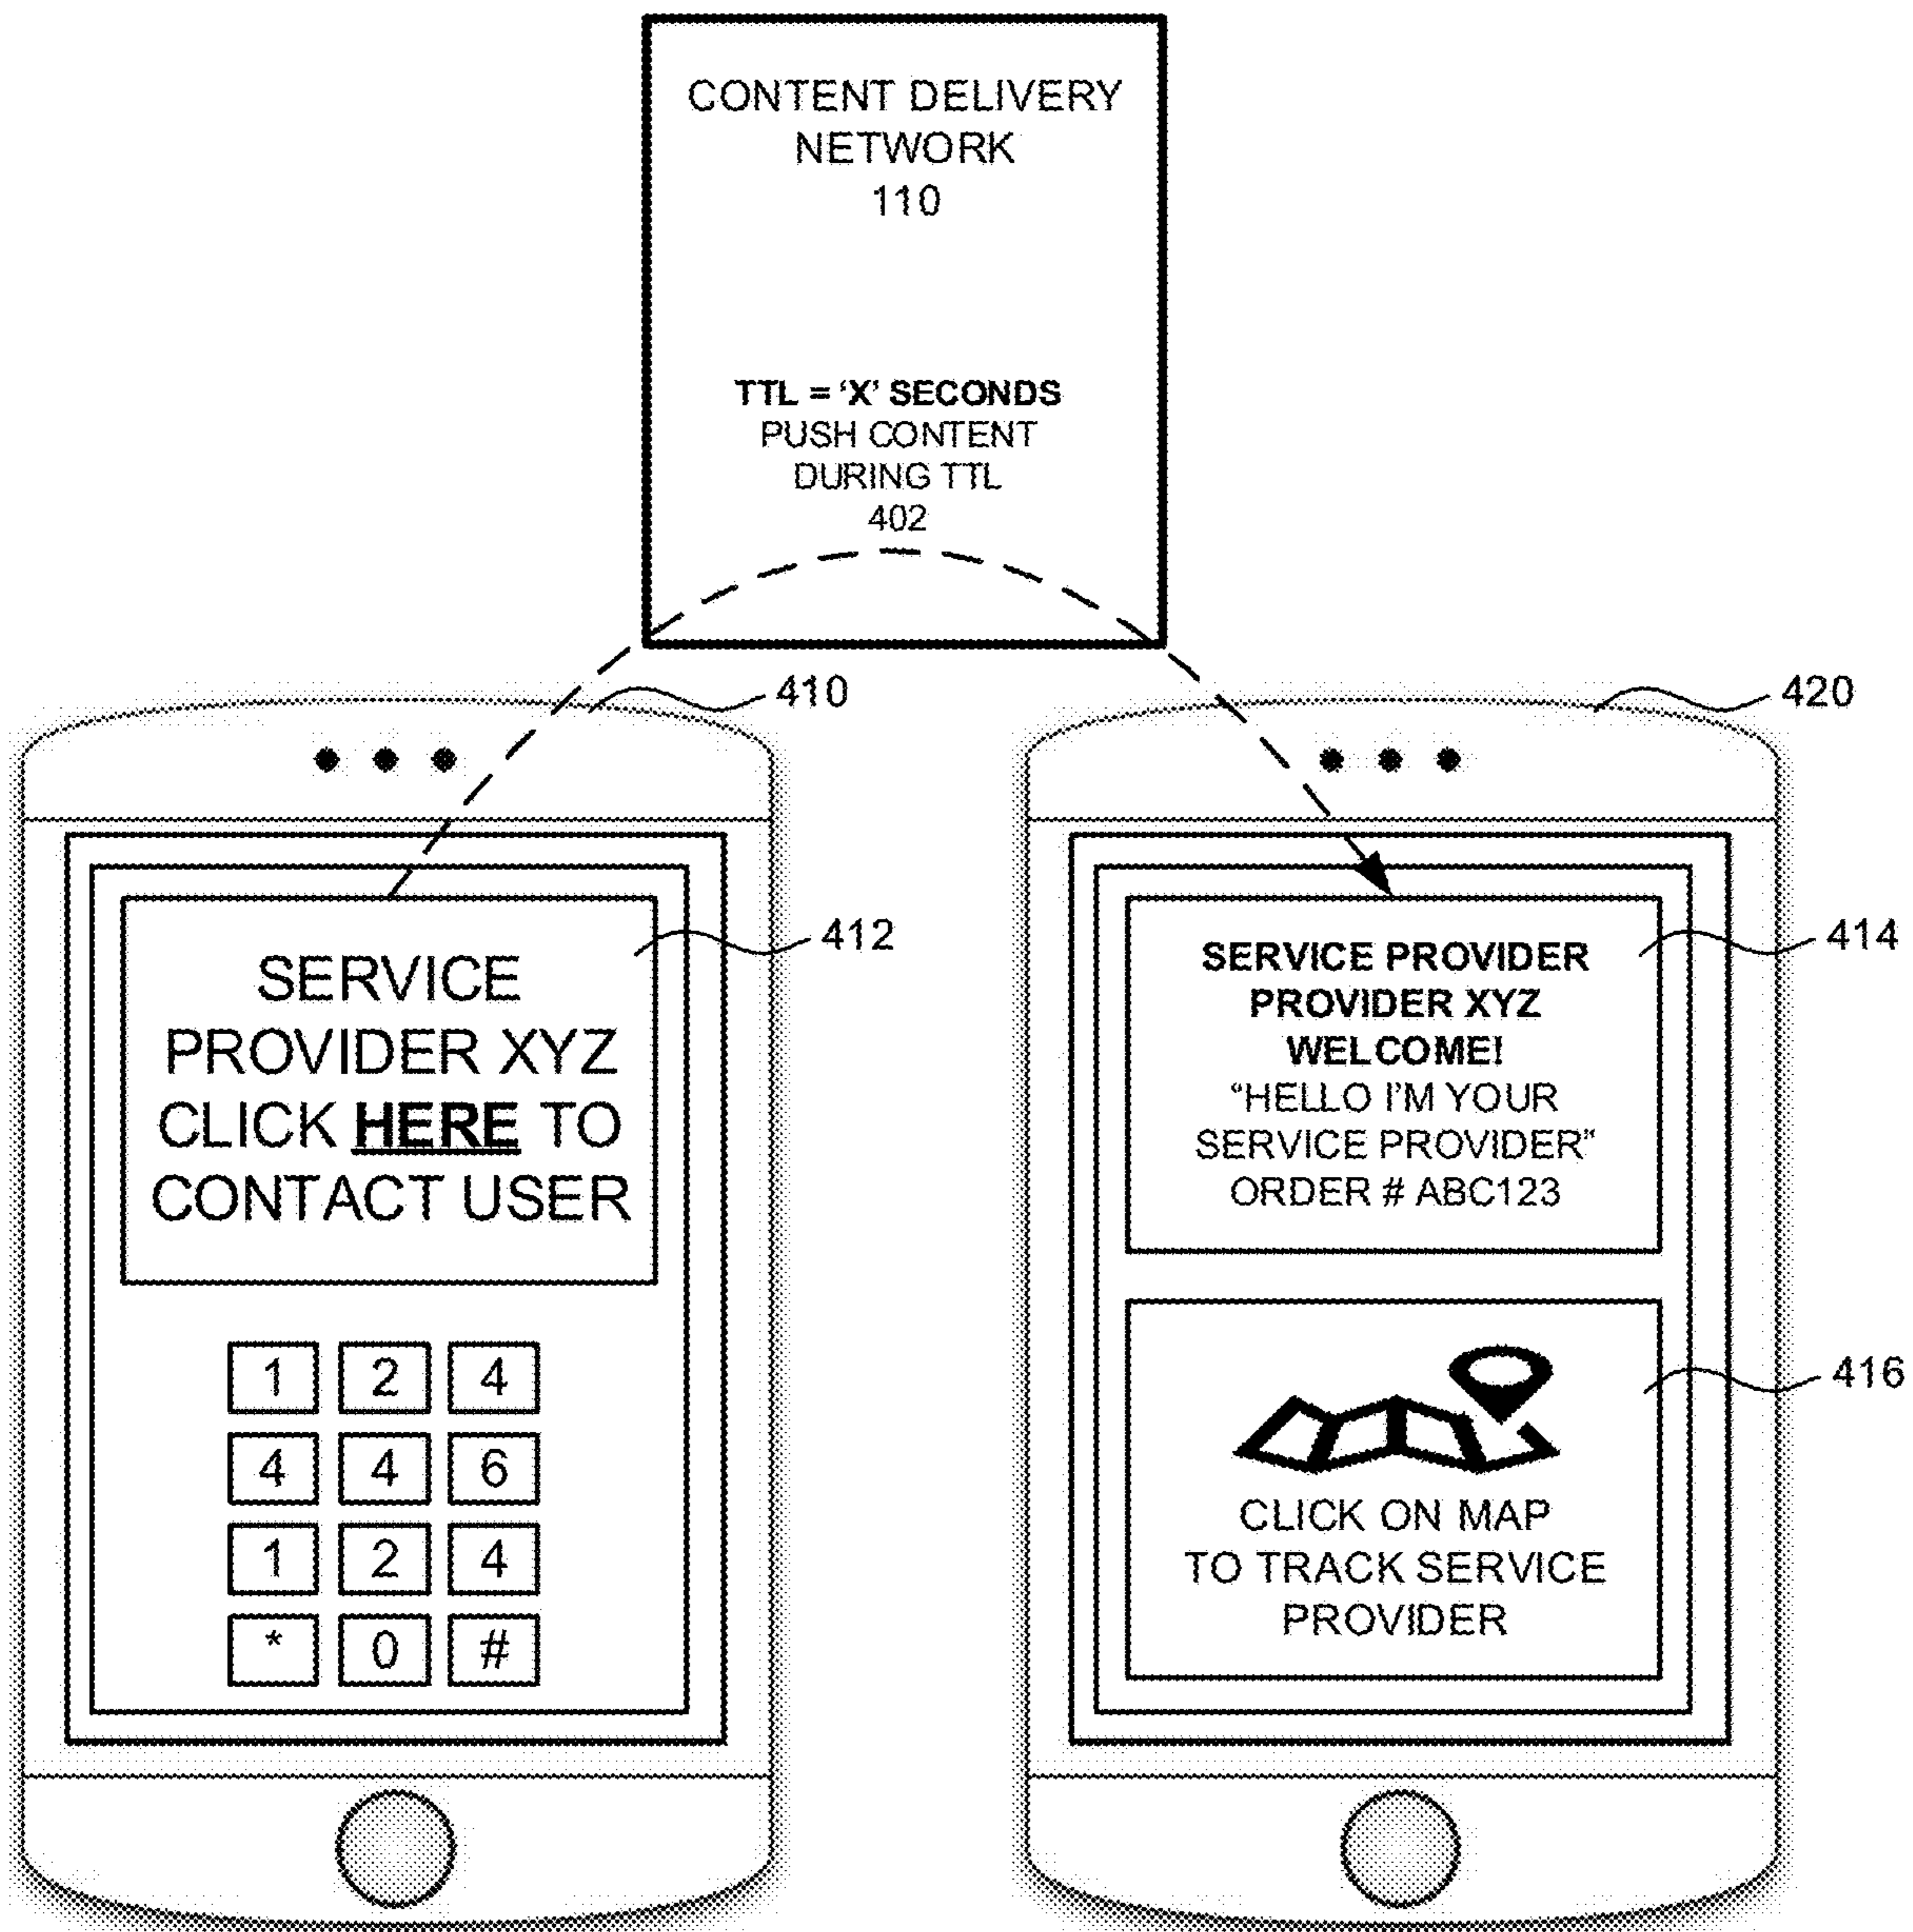 CONTENT DELIVERY
NETWORK
110
TTL = ‘X’ SECONDS
PUSH CONTENT
DURING TTL
402
410
420
SERVICE
PROVIDER XYZ
CLICK HERE TO
CONTACT USER
412
1 2 4
4 4 6
1 2 4
* 0 #
SERVICE PROVIDER
PROVIDER XYZ
WELCOME!
“HELLO I’M YOUR
SERVICE PROVIDER”
ORDER # ABC123
414
CLICK ON MAP
TO TRACK SERVICE
PROVIDER
416